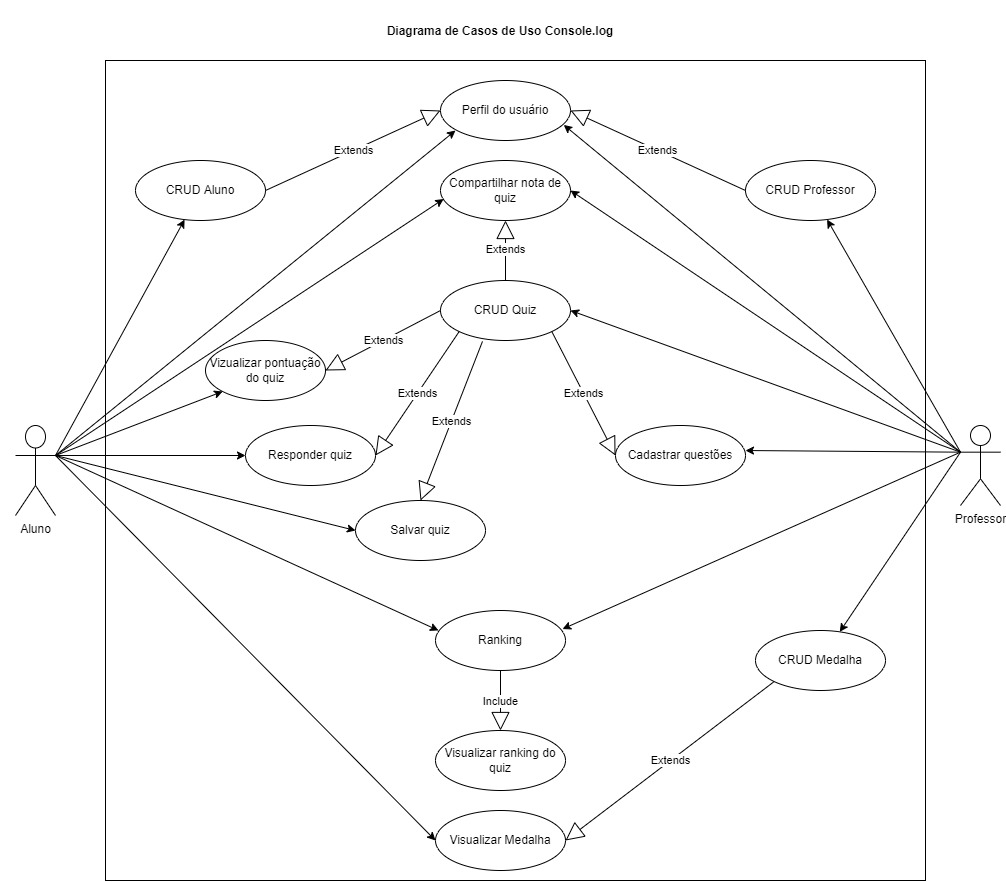 Diagrama de Casos de Uso Console.log
Perfil do usuário
Extends
Extends
CRUD Aluno
Compartilhar nota de
quiz
CRUD Professor
Extends
CRUD Quiz
Extends
Vizualizar pontuação
do quiz
Extends
Extends
Extends
Responder quiz
Cadastrar questões
Aluno
Professor
Salvar quiz
Ranking
CRUD Medalha
Include
Visualizar ranking do
quiz
Extends
Visualizar Medalha